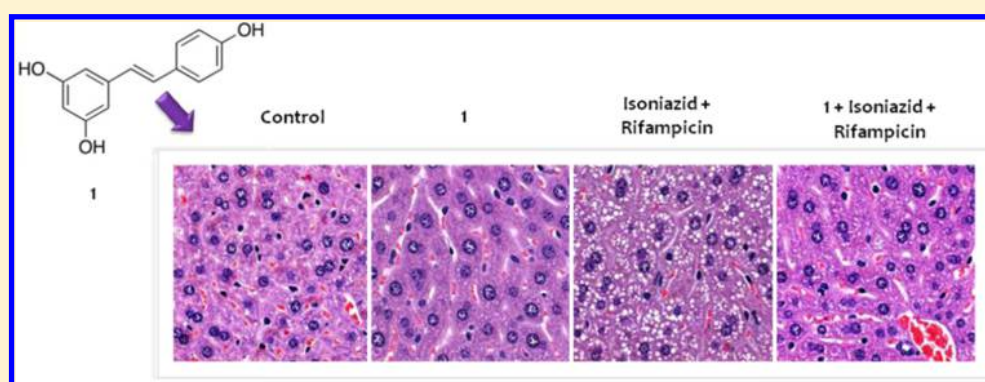 OH
HO
OH
1
Control
1
Isoniazid +
Rifampicin
1 + Isoniazid +
Rifampicin